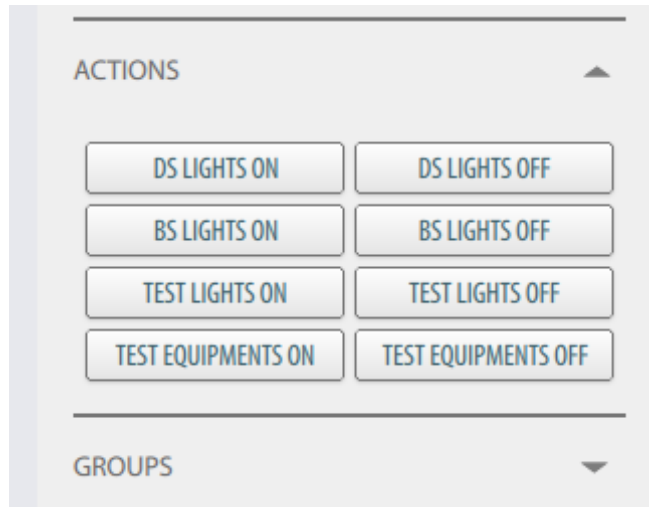 ACTIONS
DS LIGHTS ON DS LIGHTS OFF
BS LIGHTS ON BS LIGHTS OFF
TEST LIGHTS ON TEST LIGHTS OFF
TEST EQUIPMENTS ON TEST EQUIPMENTS OFF
GROUPS